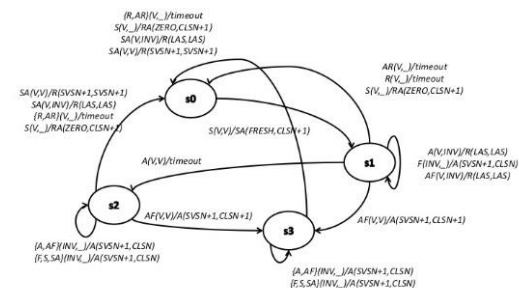 {R,AR}(V,_)/timeout
S(V,_)/RA(ZERO,CLSN+1)
SA(V,INV)/R(LAS,LAS)
SA(V,V)/R(SVSN+1,SVSN+1)
AR(V,_)/timeout
R(V,_)/timeout
S(V,_)/RA(ZERO,CLSN+1)
SA(V,V)/R(SVSN+1,SVSN+1)
SA(V,INV)/R(LAS,LAS)
{R,AR}(V,_)/timeout
S(V,_)/RA(ZERO,CLSN+1)
s0
S(V,V)/SA(FRESH,CLSN+1)
A(V,INV)/R(LAS,LAS)
F(INV,_)/A(SVSN+1,CLSN)
AF(V,INV)/R(LAS,LAS)
s1
A(V,V)/timeout
s2
AF(V,V)/A(SVSN+1,CLSN+1)
AF(V,V)/A(SVSN+1,CLSN+1)
s3
{A,AF}(INV,_)/A(SVSN+1,CLSN)
{F,S,SA}(INV,_)/A(SVSN+1,CLSN)
{A,AF}(INV,_)/A(SVSN+1,CLSN)
{F,S,SA}(INV,_)/A(SVSN+1,CLSN)